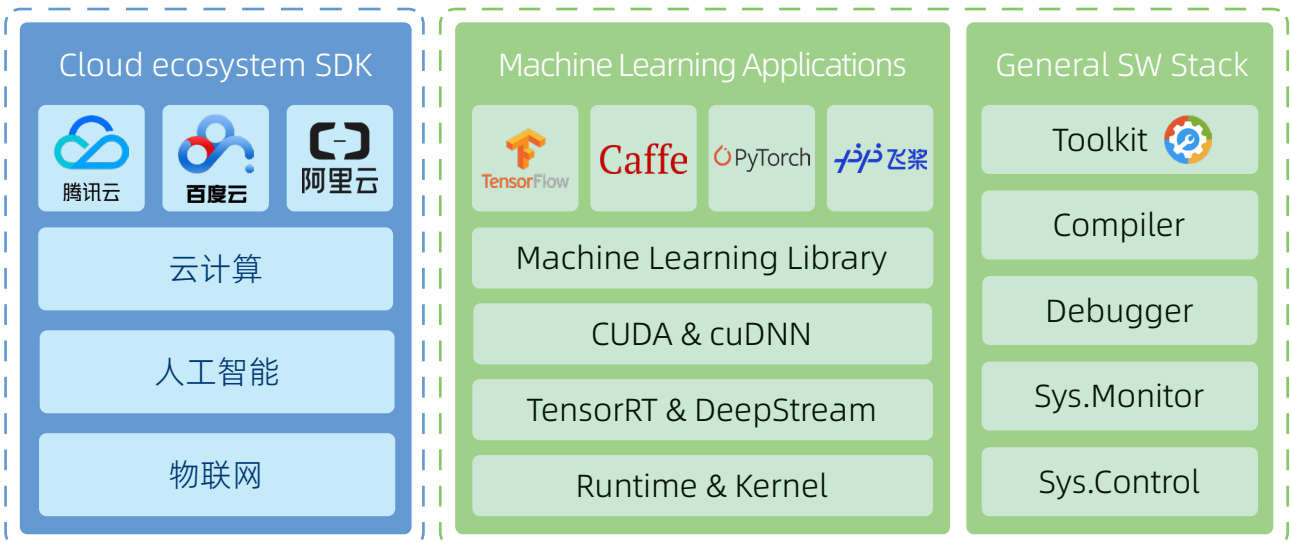 Cloud ecosystem SDK
腾讯云
百度云
阿里云
云计算
人工智能
物联网
Machine Learning Applications
TensorFlow
Caffe
PyTorch
飞桨
Machine Learning Library
CUDA & cuDNN
TensorRT & DeepStream
Runtime & Kernel
General SW Stack
Toolkit
Compiler
Debugger
Sys.Monitor
Sys.Control